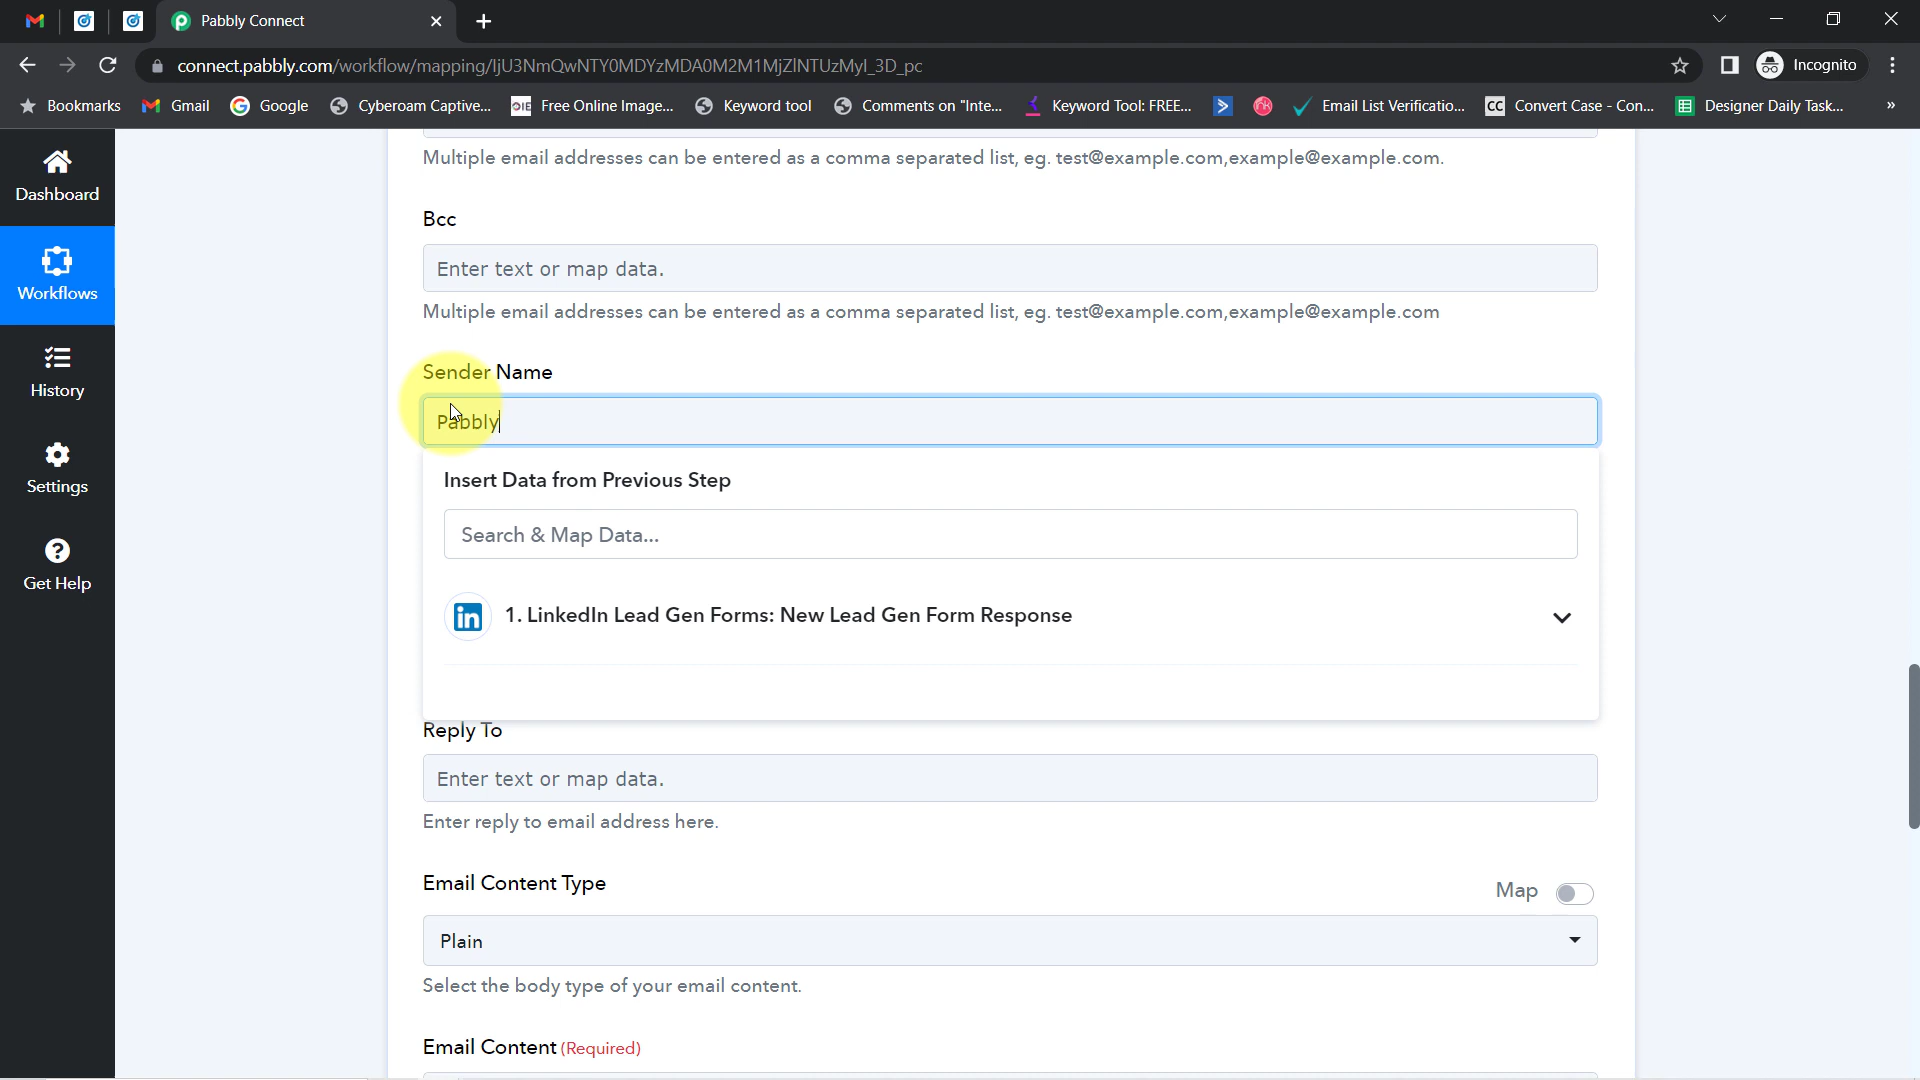 Pabbly Connect
connect.pabbly.com/workflow/mapping/IjU3NmQwNTY0MDYzMDA0M2M1MjZlNTUzMyI_3D_pc
Incognito
Bookmarks
Gmail
Google
Cyberoam Captive...
OIE Free Online Image...
Keyword tool
Comments on "Inte...
Keyword Tool: FREE...
Email List Verificatio...
CC Convert Case - Con...
Designer Daily Task...
»
Dashboard
Workflows
History
Settings
Get Help
Multiple email addresses can be entered as a comma separated list, eg. test@example.com,example@example.com.
Bcc
Enter text or map data.
Multiple email addresses can be entered as a comma separated list, eg. test@example.com,example@example.com
Sender Name
Pabbly
Insert Data from Previous Step
Search & Map Data...
in 1. LinkedIn Lead Gen Forms: New Lead Gen Form Response
Reply To
Enter text or map data.
Enter reply to email address here.
Email Content Type
Map
Plain
Select the body type of your email content.
Email Content (Required)